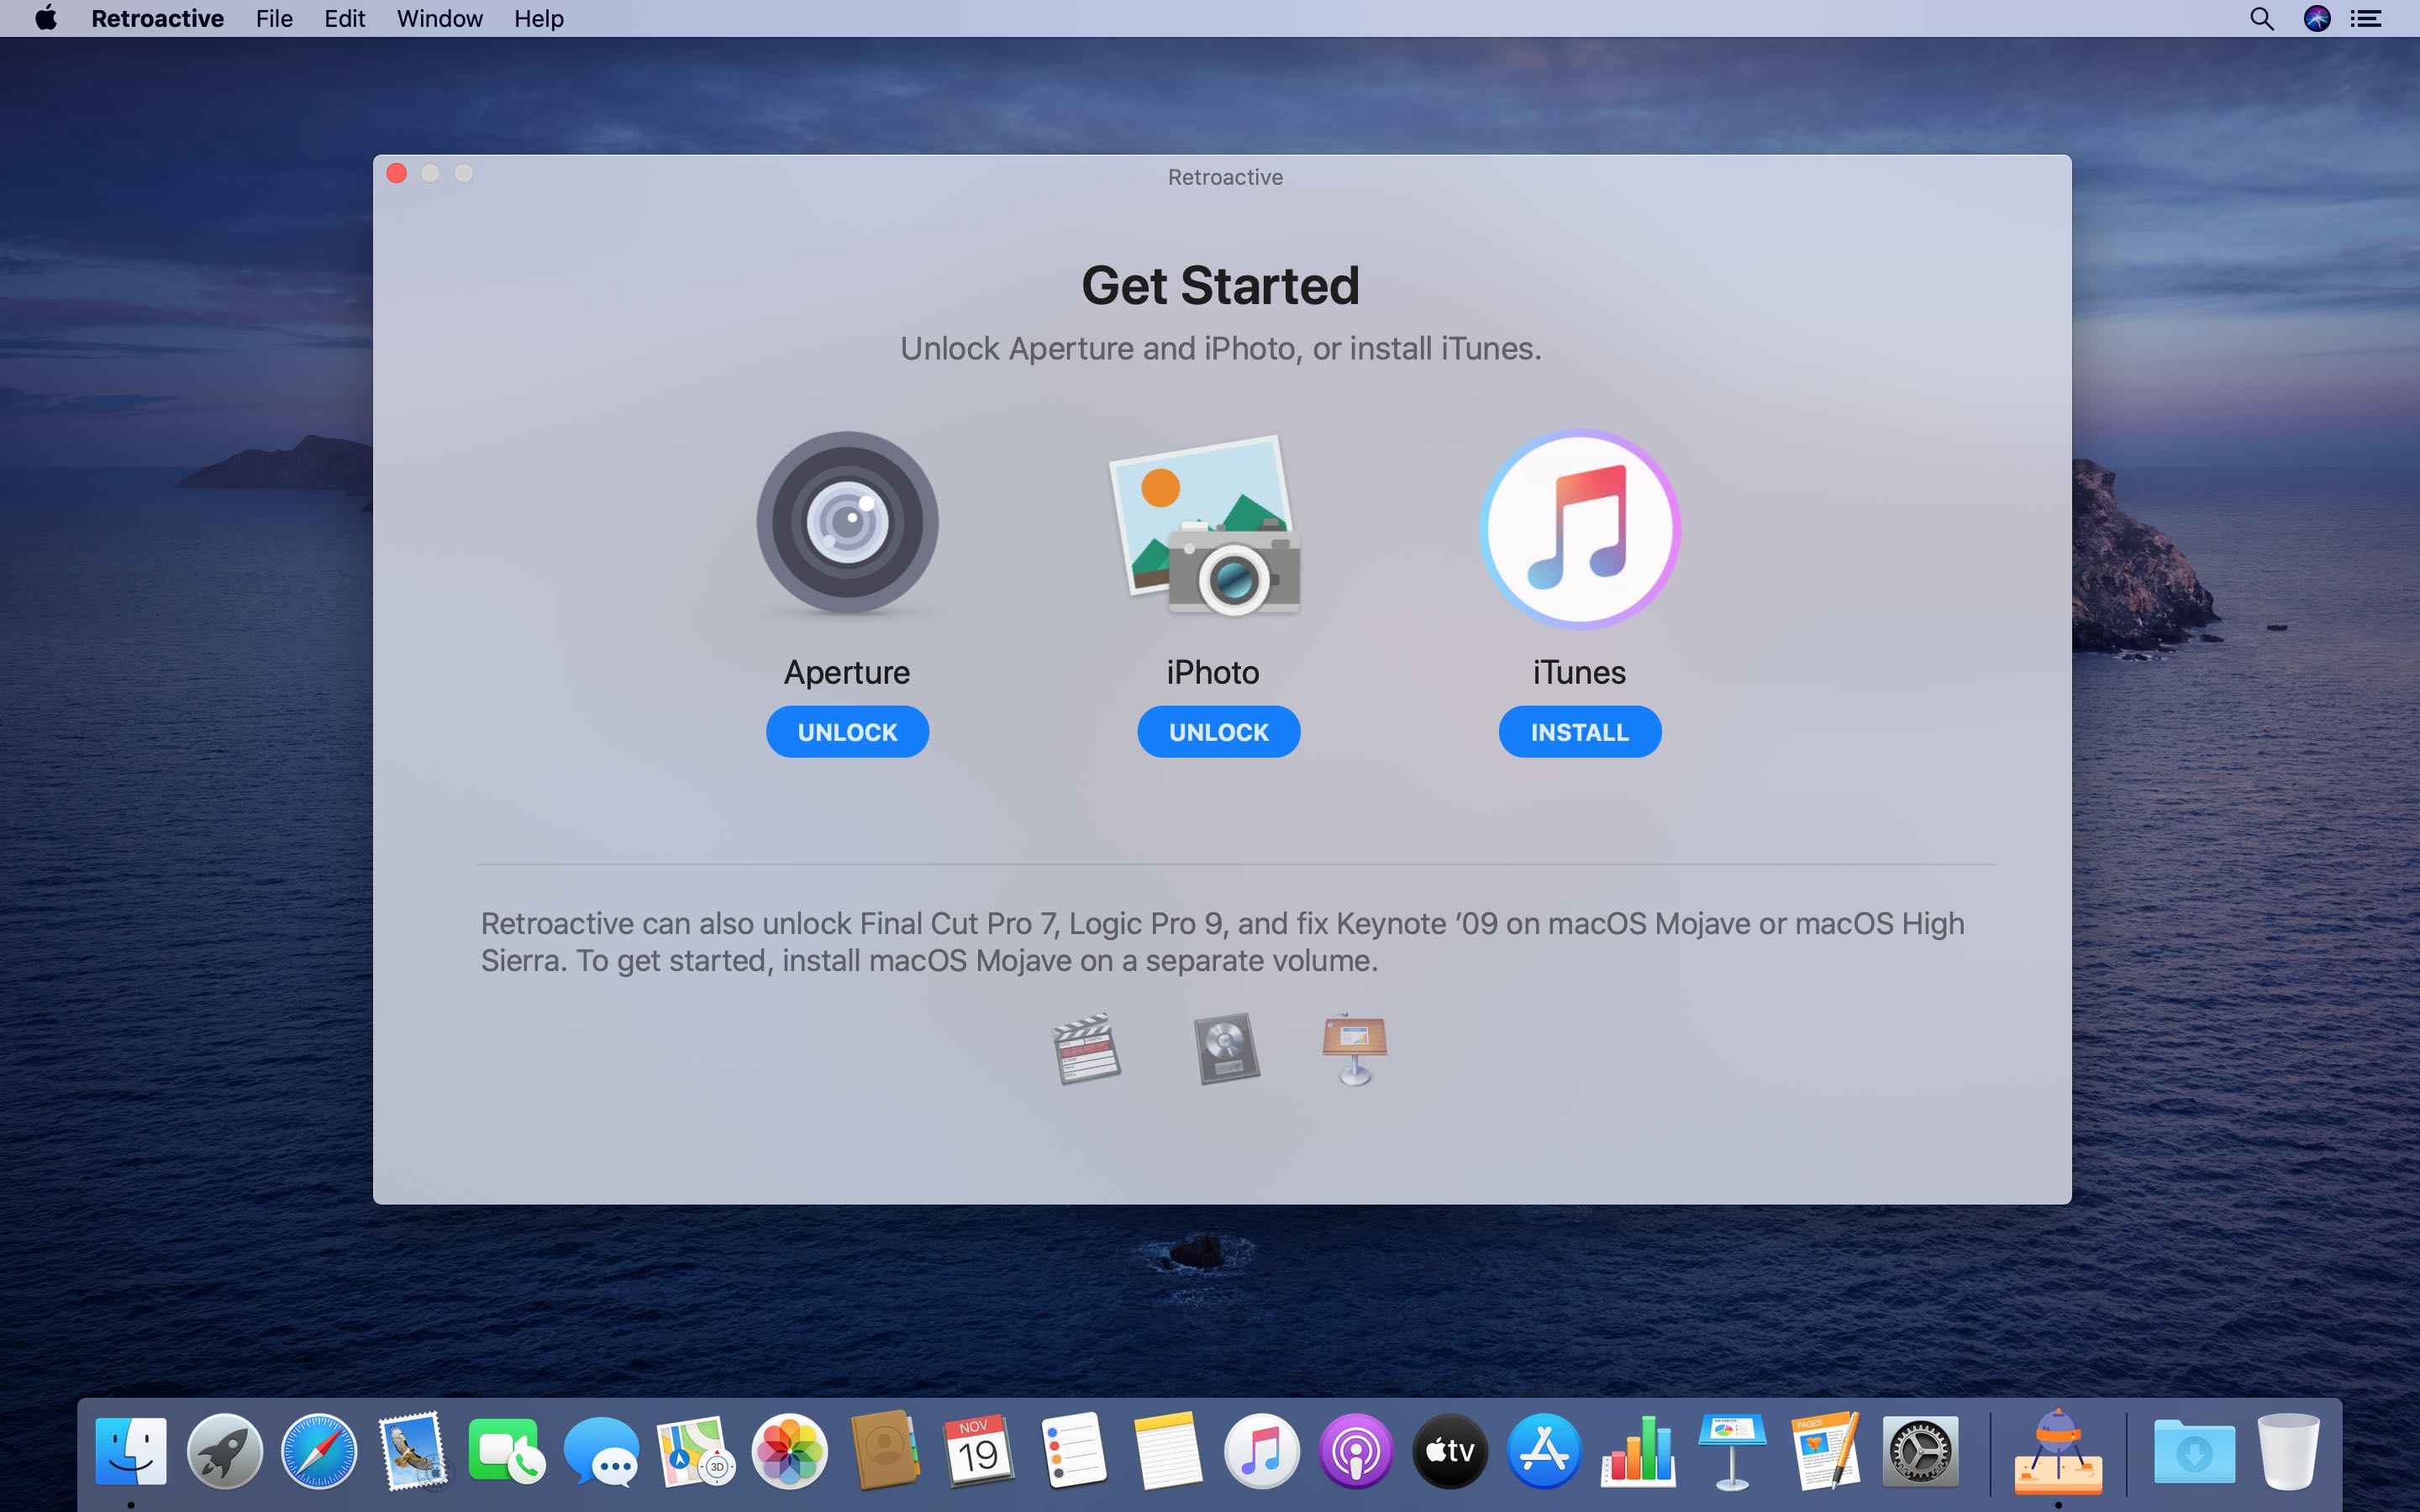 Retroactive File Edit Window Help
Retroactive
Get Started
Unlock Aperture and iPhoto, or install iTunes.
Aperture iPhoto iTunes
UNLOCK UNLOCK INSTALL
Retroactive can also unlock Final Cut Pro 7, Logic Pro 9, and fix Keynote ’09 on macOS Mojave or macOS High
Sierra. To get started, install macOS Mojave on a separate volume.
3D
NOV
19
tv
PAGES